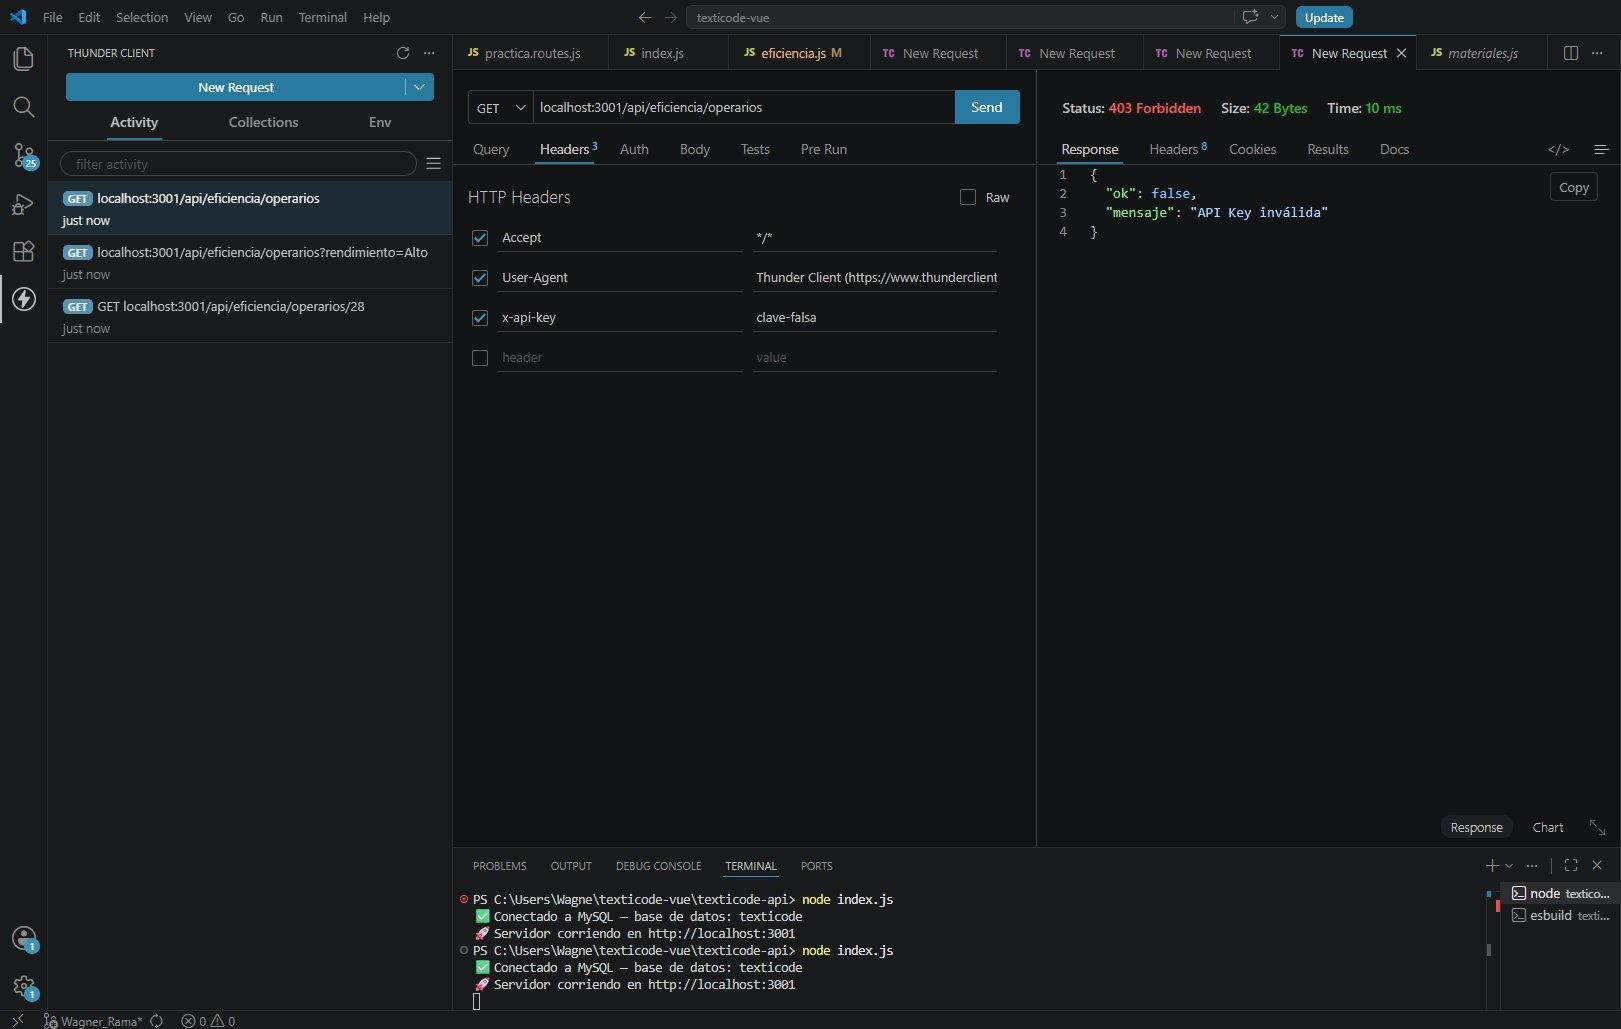 File Edit Selection View Go Run Terminal Help
texticode-vue
Update
THUNDER CLIENT
New Request
Activity Collections Env
filter activity
GET localhost:3001/api/eficiencia/operarios
just now
GET localhost:3001/api/eficiencia/operarios?rendimiento=Alto
just now
GET GET localhost:3001/api/eficiencia/operarios/28
just now
25
1
1
JS practica.routes.js
JS index.js
JS eficiencia.js M
TC New Request
TC New Request
TC New Request
TC New Request
JS materiales.js
GET localhost:3001/api/eficiencia/operarios Send
Query Headers 3 Auth Body Tests Pre Run
HTTP Headers Raw
Accept */*
User-Agent Thunder Client (https://www.thunderclient
x-api-key clave-falsa
header value
Status: 403 Forbidden Size: 42 Bytes Time: 10 ms
Response Headers 8 Cookies Results Docs </>
Copy
1 {
2 "ok": false,
3 "mensaje": "API Key inválida"
4 }
Response Chart
PROBLEMS OUTPUT DEBUG CONSOLE TERMINAL PORTS
PS C:\Users\Wagne\texticode-vue\texticode-api> node index.js
✅ Conectado a MySQL — base de datos: texticode
🚀 Servidor corriendo en http://localhost:3001
PS C:\Users\Wagne\texticode-vue\texticode-api> node index.js
✅ Conectado a MySQL — base de datos: texticode
🚀 Servidor corriendo en http://localhost:3001
node textico...
esbuild texti...
Wagner_Rama* 0 0